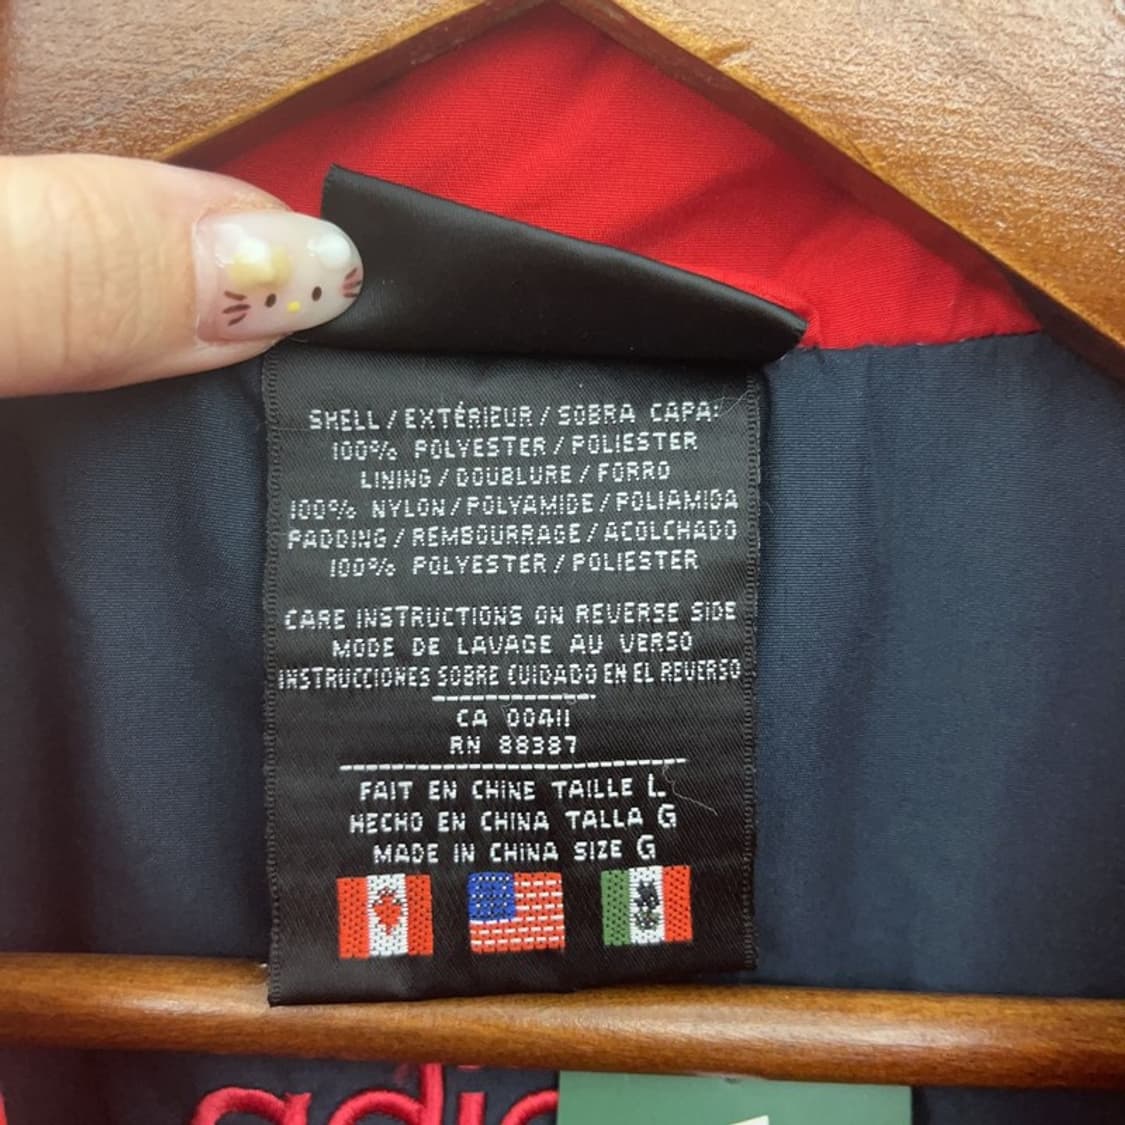 SHELL / EXTÉRIEUR / SOBRA CAPA:
100% POLYESTER / POLIESTER
LINING / DOUBLURE / FORRO
100% NYLON / POLYAMIDE / POLIAMIDA
PADDING / REMBOURRAGE / ACOLCHADO
100% POLYESTER / POLIESTER
CARE INSTRUCTIONS ON REVERSE SIDE
MODE DE LAVAGE AU VERSO
INSTRUCCIONES SOBRE CUIDADO EN EL REVERSO
CA 00411
RN 88387
FAIT EN CHINE TAILLE L
HECHO EN CHINA TALLA G
MADE IN CHINA SIZE G